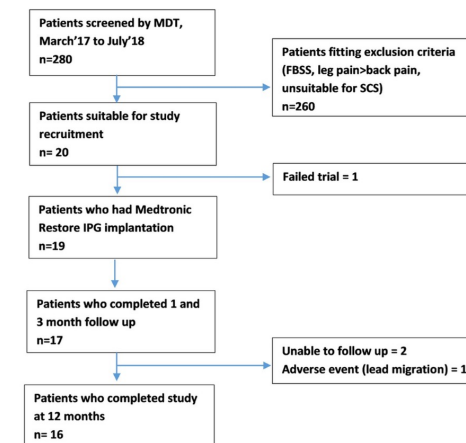 Patients screened by MDT,
March'17 to July'18
n=280
Patients fitting exclusion criteria
(FBSS, leg pain>back pain,
unsuitable for SCS)
n=260
Patients suitable for study
recruitment
n= 20
Failed trial = 1
Patients who had Medtronic
Restore IPG implantation
n=19
Patients who completed 1 and
3 month follow up
n=17
Unable to follow up = 2
Adverse event (lead migration) = 1
Patients who completed study
at 12 months
n= 16